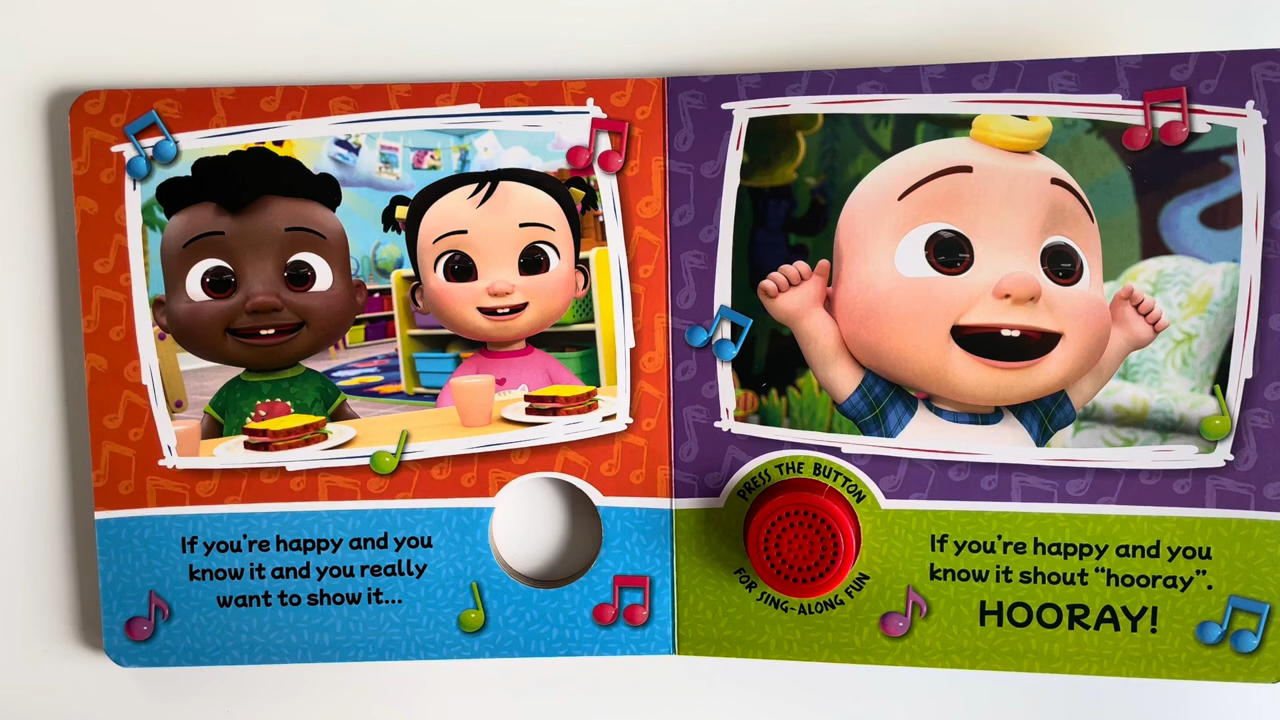 If you're happy and you
know it and you really
want to show it...
PRESS THE BUTTON
FOR SING-ALONG FUN
If you're happy and you
know it shout "hooray".
HOORAY!